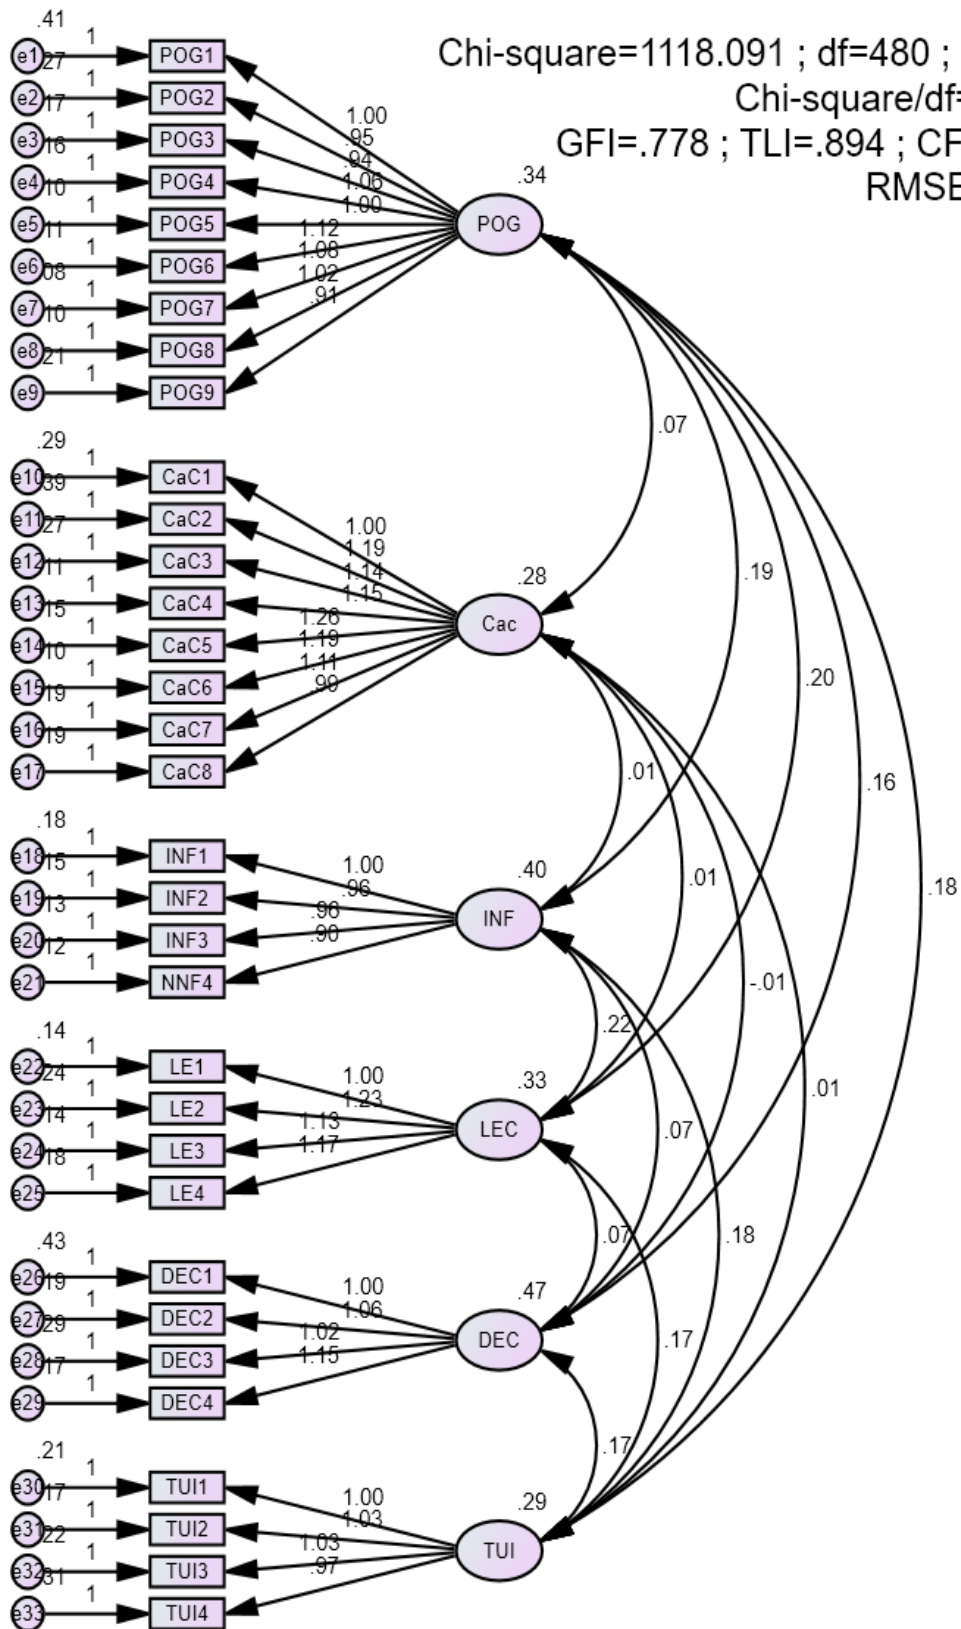 Chi-square=1118.091 ; df=480 ;
Chi-square/df=
GFI=.778 ; TLI=.894 ; CF
RMSE
.41
e1 1 POG1
.27
e2 1 POG2
.17
e3 1 POG3
.16
e4 1 POG4
.10
e5 1 POG5
.11
e6 1 POG6
.08
e7 1 POG7
.10
e8 1 POG8
.21
e9 1 POG9
1.00
.95
.94
1.06
1.00
1.12
1.08
1.02
.91
.34
POG
.29
e10 1 CaC1
.39
e11 1 CaC2
.27
e12 1 CaC3
.11
e13 1 CaC4
.15
e14 1 CaC5
.10
e15 1 CaC6
.19
e16 1 CaC7
.19
e17 1 CaC8
1.00
1.19
1.14
1.15
1.19
1.11
.28
Cac
.18
e18 1 INF1
.15
e19 1 INF2
.13
e20 1 INF3
.12
e21 1 NNF4
1.00
.96
.90
.40
INF
.14
e22 1 LE1
.24
e23 1 LE2
.14
e24 1 LE3
.18
e25 1 LE4
1.00
1.23
1.13
1.17
.33
LEC
.43
e26 1 DEC1
.19
e27 1 DEC2
.29
e28 1 DEC3
.17
e29 1 DEC4
1.00
1.06
1.02
1.15
.47
DEC
.21
e30 1 TUI1
.17
e31 1 TUI2
.22
e32 1 TUI3
.31
e33 1 TUI4
1.00
1.03
1.03
.97
.29
TUI
.07
.19
.20
.16
.18
.01
.01
-.01
.01
.22
.07
.18
.07
.17
.17